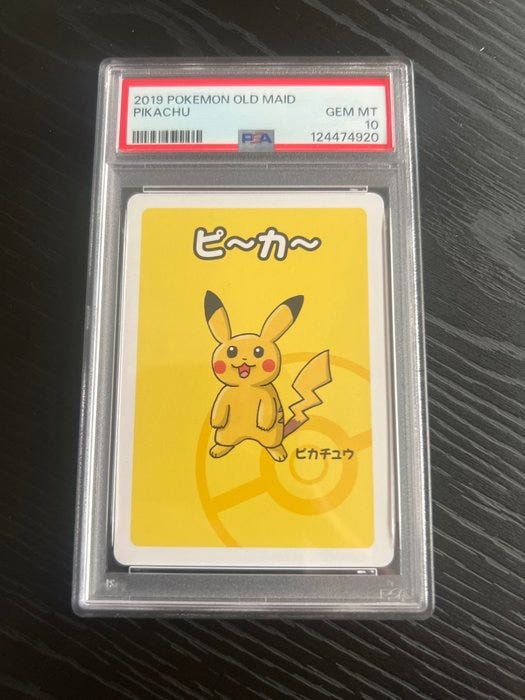 2019 POKEMON OLD MAID
PIKACHU GEM MT
10
PSA 124474920
ピ〜カ〜
ピカチュウ